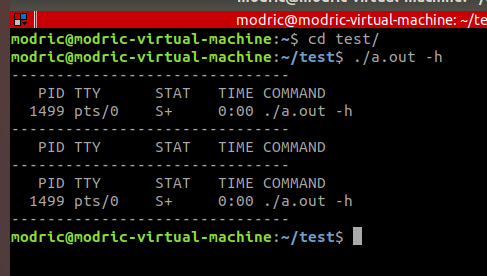 modric@modric-virtual-machine: ~/te
modric@modric-virtual-machine:~$ cd test/
modric@modric-virtual-machine:~/test$ ./a.out -h
-------------------------------
   PID TTY      STAT   TIME COMMAND
  1499 pts/0    S+     0:00 ./a.out -h
-------------------------------
   PID TTY      STAT   TIME COMMAND
-------------------------------
   PID TTY      STAT   TIME COMMAND
  1499 pts/0    S+     0:00 ./a.out -h
-------------------------------
modric@modric-virtual-machine:~/test$